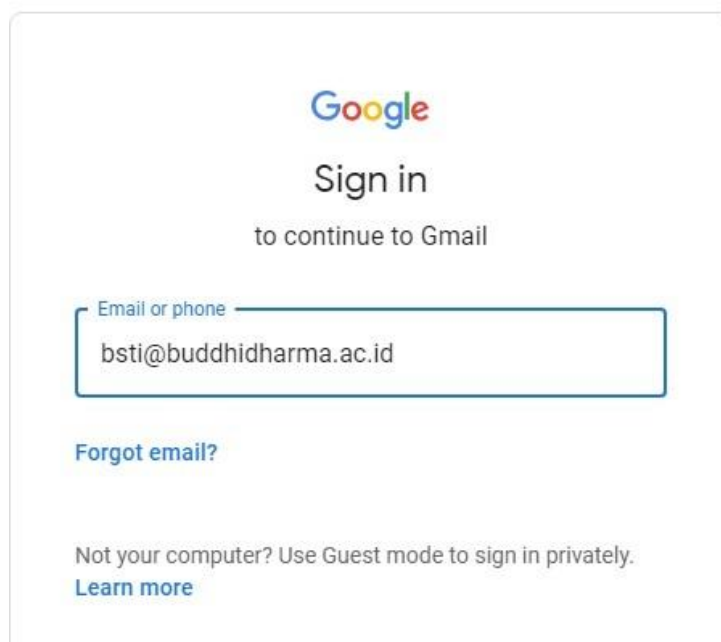 Google
Sign in
to continue to Gmail
Email or phone
bsti@buddhidharma.ac.id
Forgot email?
Not your computer? Use Guest mode to sign in privately.
Learn more